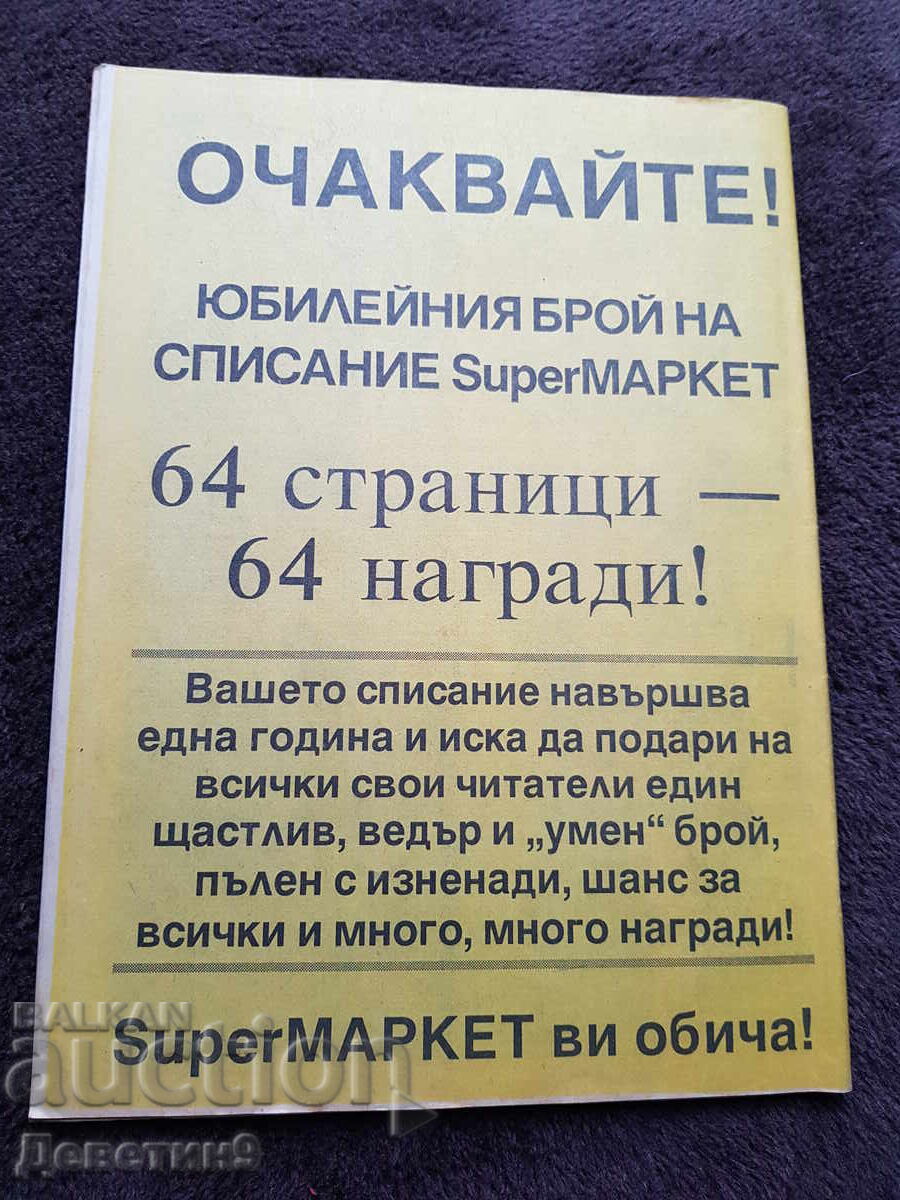 ОЧАКВАЙТЕ!
ЮБИЛЕЙНИЯ БРОЙ НА
СПИСАНИЕ SuperМАРКЕТ
64 страници —
64 награди!
Вашето списание навършва
една година и иска да подари на
всички свои читатели един
щастлив, ведър и „умен“ брой,
пълен с изненади, шанс за
всички и много, много награди!
SuperМАРКЕТ ви обича!
BALKAN
auction
Деветин9